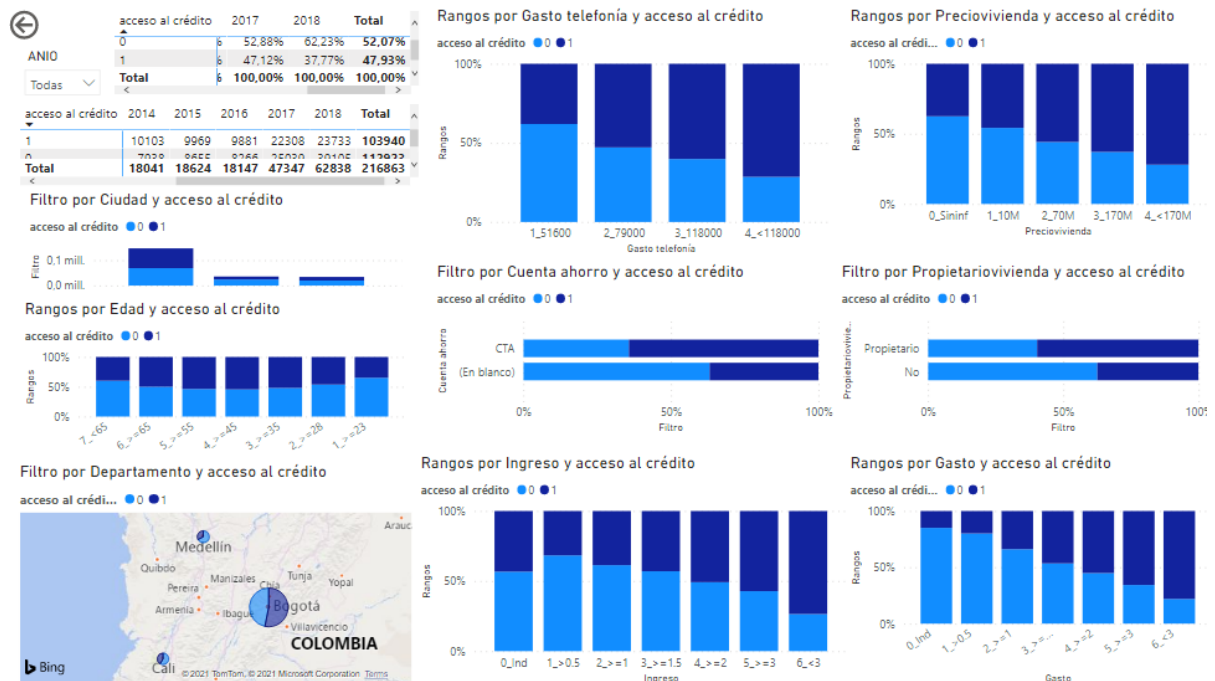 acceso al crédito 2017 2018 Total
0 % 52,88% 62,23% 52,07%
1 % 47,12% 37,77% 47,93%
Total % 100,00% 100,00% 100,00%
ANIO
Todas
acceso al crédito 2014 2015 2016 2017 2018 Total
1 10103 9969 9881 22308 23733 103940
Total 18041 18624 18147 47347 62838 216863
Filtro por Ciudad y acceso al crédito
acceso al crédito 0 1
Filtro
0,1 mill.
0,0 mill.
Rangos por Edad y acceso al crédito
acceso al crédito 0 1
Rangos
100%
50%
0%
7_<65 6_>=65 5_>=55 4_>=45 3_>=35 2_>=28 1_>=23
Filtro por Departamento y acceso al crédito
acceso al crédi... 0 1
Arauca
Medellín
Quibdo
Manizales
Tunja
Yopal
Pereira
Chia
Armenia
Ibague
Bogotá
Villavicencio
COLOMBIA
Cali
Bing
© 2021 TomTom, © 2021 Microsoft Corporation Terms
Rangos por Gasto telefonía y acceso al crédito
acceso al crédito 0 1
Rangos
100%
50%
0%
1_51600 2_79000 3_118000 4_<118000
Gasto telefonía
Filtro por Cuenta ahorro y acceso al crédito
acceso al crédito 0 1
Cuenta ahorro
CTA
(En blanco)
0% 50% 100%
Filtro
Rangos por Ingreso y acceso al crédito
acceso al crédito 0 1
Rangos
100%
50%
0%
0_Ind 1_>0.5 2_>=1 3_>=1.5 4_>=2 5_>=3 6_<3
Ingreso
Rangos por Preciovivienda y acceso al crédito
acceso al crédi... 0 1
Rangos
100%
50%
0%
0_Sininf 1_10M 2_70M 3_170M 4_<170M
Preciovivienda
Filtro por Propietariovivienda y acceso al crédito
acceso al crédito 0 1
Propietariovivie...
Propietario
No
0% 50% 100%
Filtro
Rangos por Gasto y acceso al crédito
acceso al crédi... 0 1
Rangos
100%
50%
0%
0_Ind 1_>0.5 2_>=1 3_>=... 4_>=2 5_>=3 6_<3
Gasto